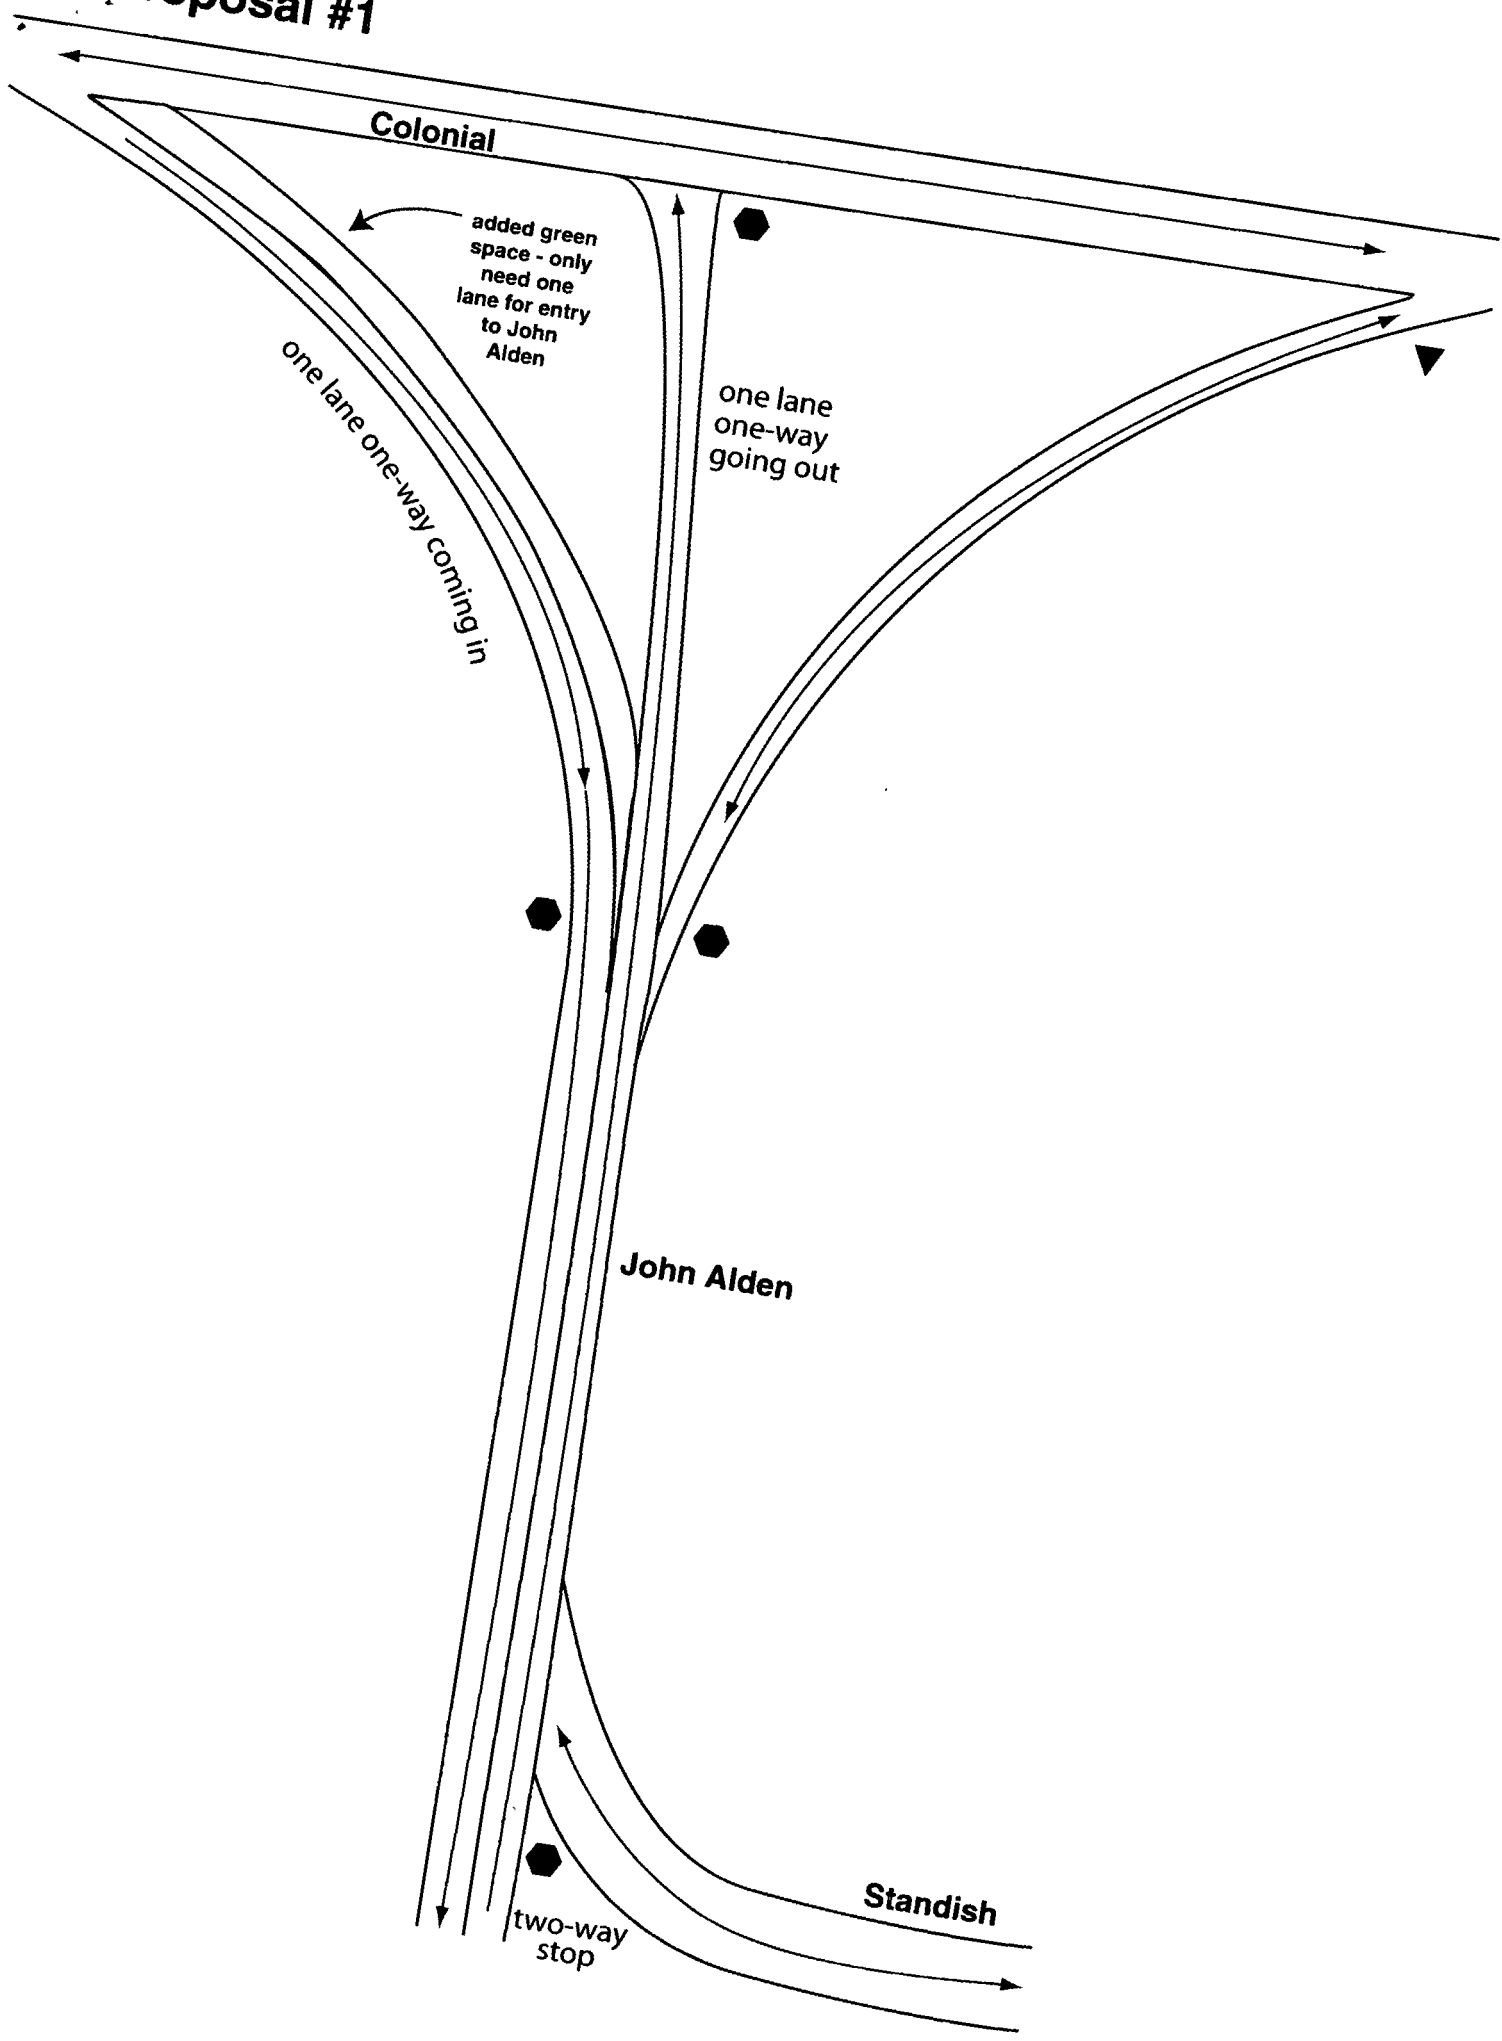 #1
Colonial
added green
space - only
need one
lane for entry
to John
Alden
one lane one-way coming in
one lane
one-way
going out
John Alden
Standish
two-way
stop